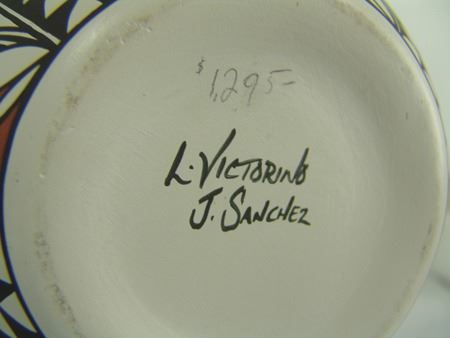 $1,295-
L. VICTORINO
J. SANCHEZ